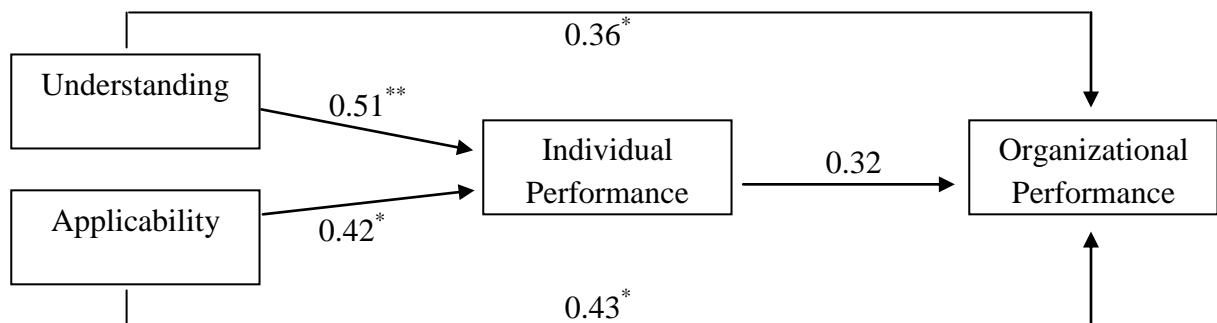 0.36*
Understanding
0.51**
Individual
Performance
0.32
Organizational
Performance
Applicability
0.42*
0.43*